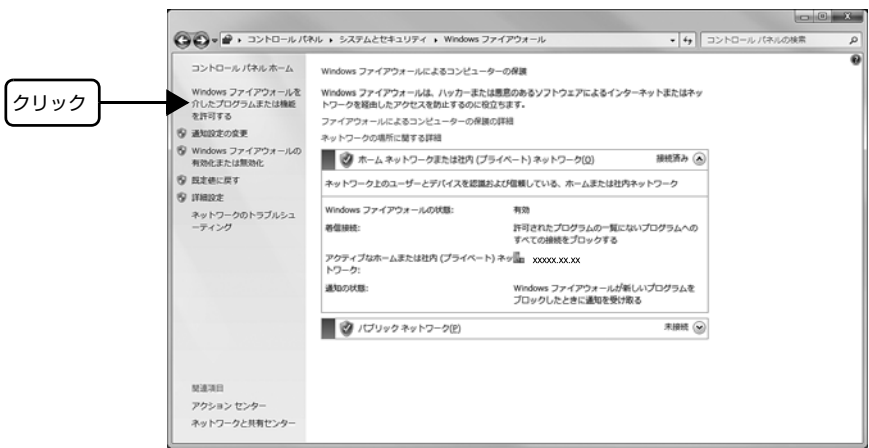 コントロール パネル ▸ システムとセキュリティ ▸ Windows ファイアウォール
コントロール パネルの検索
クリック
コントロール パネル ホーム
Windows ファイアウォールを
介したプログラムまたは機能
を許可する
通知設定の変更
Windows ファイアウォールの
有効化または無効化
既定値に戻す
詳細設定
ネットワークのトラブルシュ
ーティング
関連項目
アクション センター
ネットワークと共有センター
Windows ファイアウォールによるコンピューターの保護
Windows ファイアウォールは、ハッカーまたは悪意のあるソフトウェアによるインターネットまたはネッ
トワークを経由したアクセスを防止するのに役立ちます。
ファイアウォールによるコンピューターの保護の詳細
ネットワークの場所に関する詳細
ホーム ネットワークまたは社内 (プライベート) ネットワーク(O) 接続済み
ネットワーク上のユーザーとデバイスを認識および信頼している、ホームまたは社内ネットワーク
Windows ファイアウォールの状態: 有効
着信接続: 許可されたプログラムの一覧にないプログラムへの
すべての接続をブロックする
アクティブなホームまたは社内 (プライベート) ネッ xxxxx.xx.xx
トワーク:
通知の状態: Windows ファイアウォールが新しいプログラムを
ブロックしたときに通知を受け取る
パブリック ネットワーク(P) 未接続